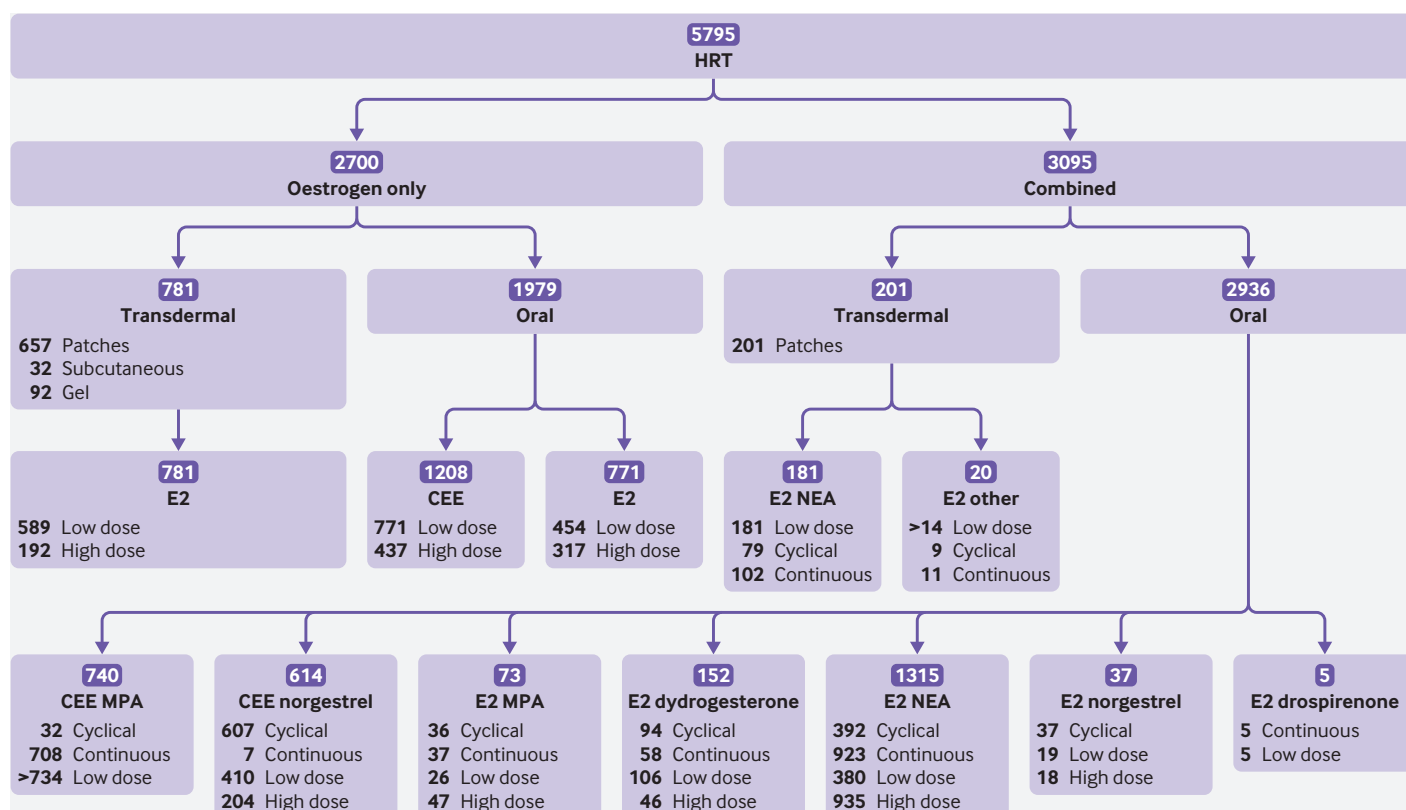 5795
HRT
2700
Oestrogen only
3095
Combined
781
Transdermal
657 Patches
32 Subcutaneous
92 Gel
1979
Oral
201
Transdermal
201 Patches
2936
Oral
781
E2
589 Low dose
192 High dose
1208
CEE
771 Low dose
437 High dose
771
E2
454 Low dose
317 High dose
181
E2 NEA
181 Low dose
79 Cyclical
102 Continuous
20
E2 other
>14 Low dose
9 Cyclical
11 Continuous
740
CEE MPA
32 Cyclical
708 Continuous
>734 Low dose
614
CEE norgestrel
607 Cyclical
7 Continuous
410 Low dose
204 High dose
73
E2 MPA
36 Cyclical
37 Continuous
26 Low dose
47 High dose
152
E2 dydrogesterone
94 Cyclical
58 Continuous
106 Low dose
46 High dose
1315
E2 NEA
392 Cyclical
923 Continuous
380 Low dose
935 High dose
37
E2 norgestrel
37 Cyclical
19 Low dose
18 High dose
5
E2 drospirenone
5 Continuous
5 Low dose